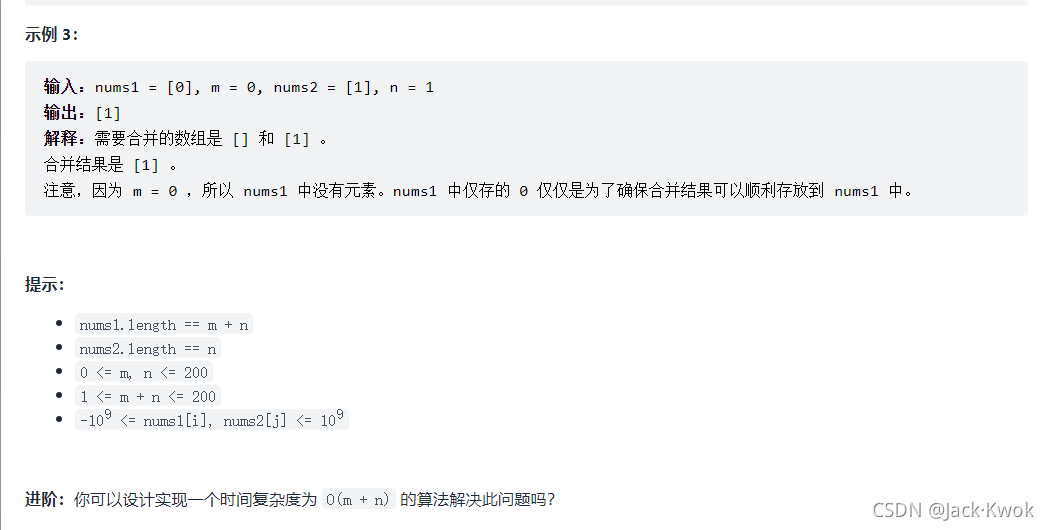 示例 3：
输入：nums1 = [0], m = 0, nums2 = [1], n = 1
输出：[1]
解释：需要合并的数组是 [] 和 [1] 。
合并结果是 [1] 。
注意，因为 m = 0 ，所以 nums1 中没有元素。nums1 中仅存的 0 仅仅是为了确保合并结果可以顺利存放到 nums1 中。
提示：
• nums1.length == m + n
• nums2.length == n
• 0 <= m, n <= 200
• 1 <= m + n <= 200
• -10⁹ <= nums1[i], nums2[j] <= 10⁹
进阶：你可以设计实现一个时间复杂度为 O(m + n) 的算法解决此问题吗？
CSDN @Jack·Kwok